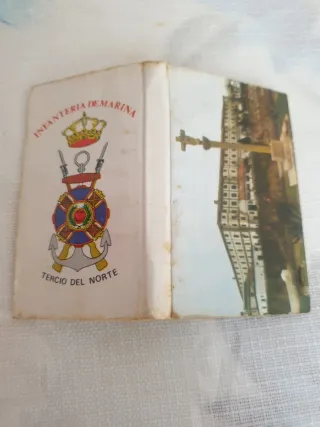 INFANTERIA DE MARINA
TERCIO DEL NORTE